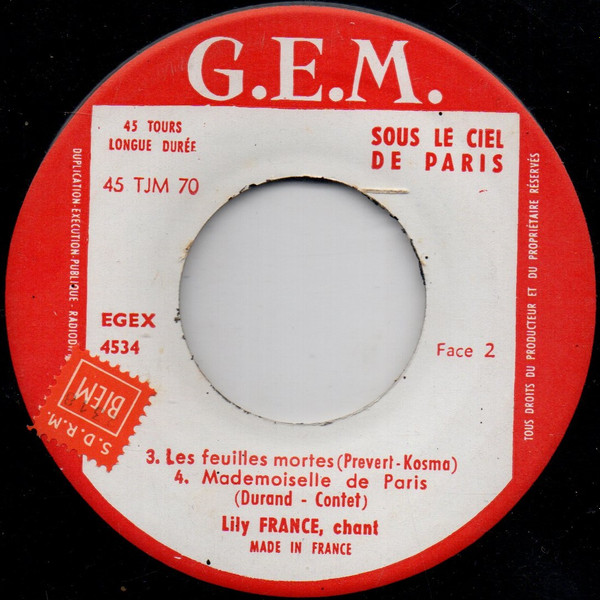 G.E.M.
45 TOURS
LONGUE DURÉE
SOUS LE CIEL
DE PARIS
45 TJM 70
DUPLICATION-EXECUTION-PUBLIQUE - RADIOD
TOUS DROITS DU PRODUCTEUR ET DU PROPRIÉTAIRE RÉSERVÉS
EGEX
4534
Face 2
S.D.R.M.
BIEM
3. Les feuilles mortes (Prevert-Kosma)
4. Mademoiselle de Paris
(Durand - Contet)
Lily FRANCE, chant
MADE IN FRANCE